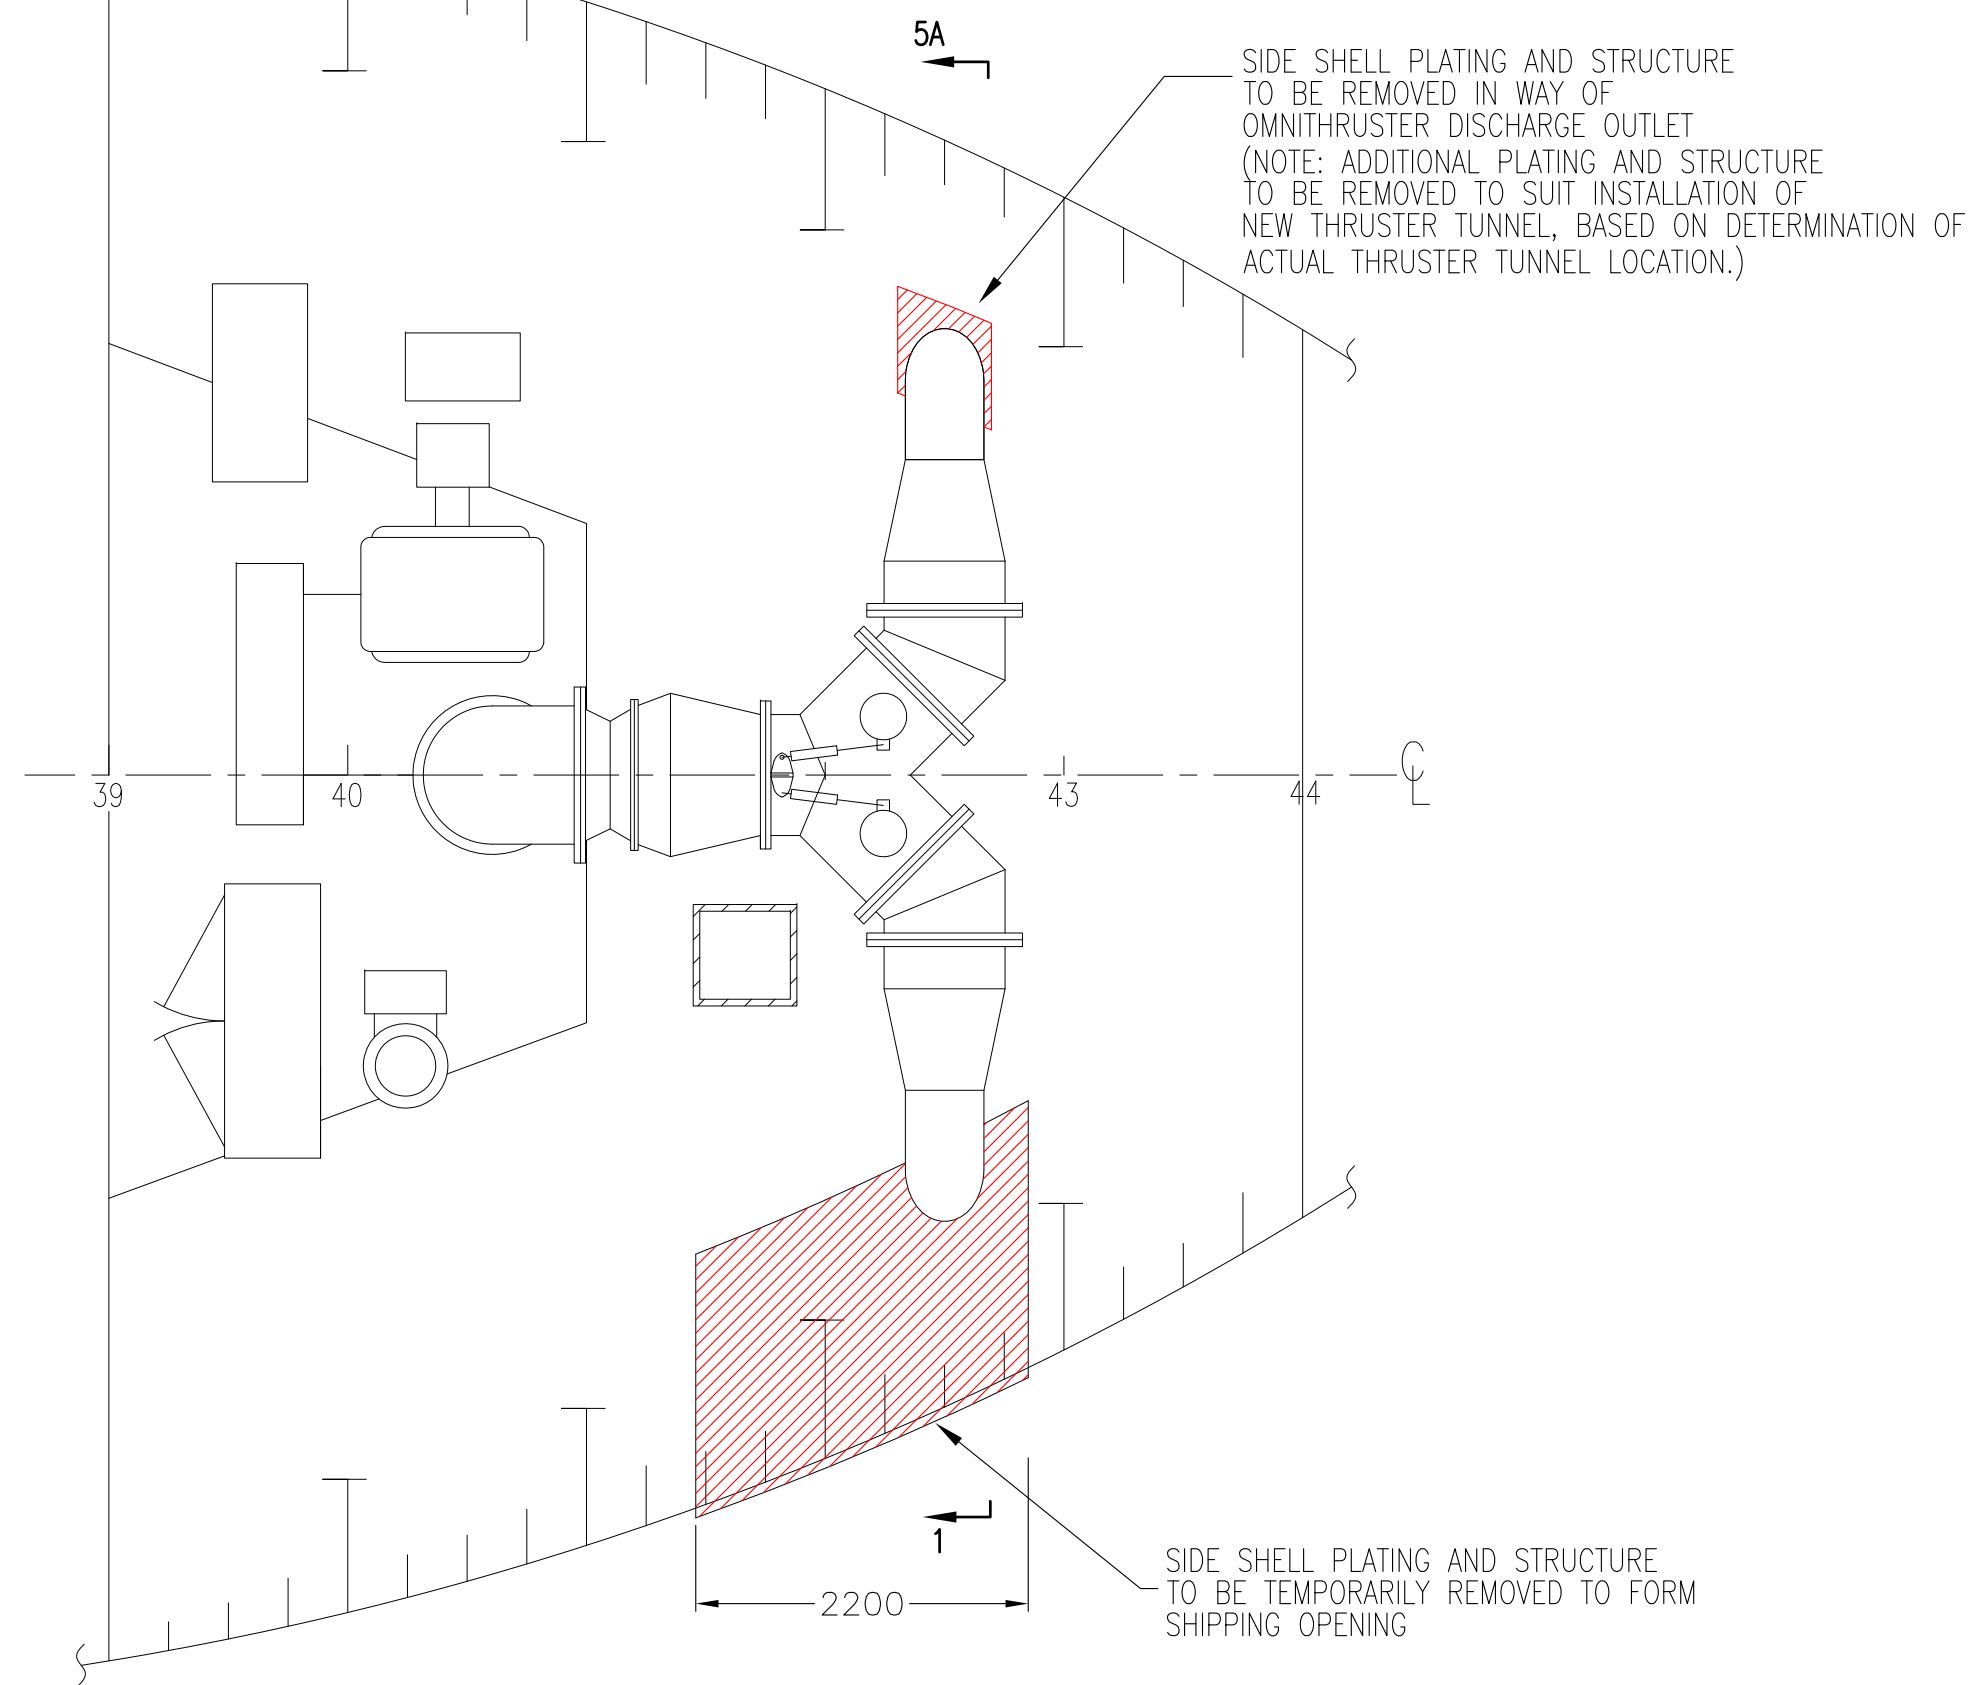 5A
SIDE SHELL PLATING AND STRUCTURE
TO BE REMOVED IN WAY OF
OMNITHRUSTER DISCHARGE OUTLET
(NOTE: ADDITIONAL PLATING AND STRUCTURE
TO BE REMOVED TO SUIT INSTALLATION OF
NEW THRUSTER TUNNEL, BASED ON DETERMINATION OF
ACTUAL THRUSTER TUNNEL LOCATION.)
39
40
43
44
CL
1
2200
SIDE SHELL PLATING AND STRUCTURE
TO BE TEMPORARILY REMOVED TO FORM
SHIPPING OPENING